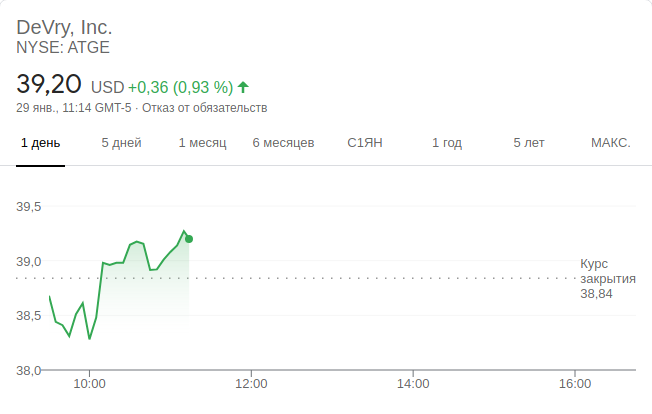 DeVry, Inc.
NYSE: ATGE
39,20 USD +0,36 (0,93 %)
29 янв., 11:14 GMT-5 · Отказ от обязательств
1 день 5 дней 1 месяц 6 месяцев С1ЯН 1 год 5 лет МАКС.
39,5
39,0
Курс
закрытия
38,84
38,5
38,0
10:00 12:00 14:00 16:00